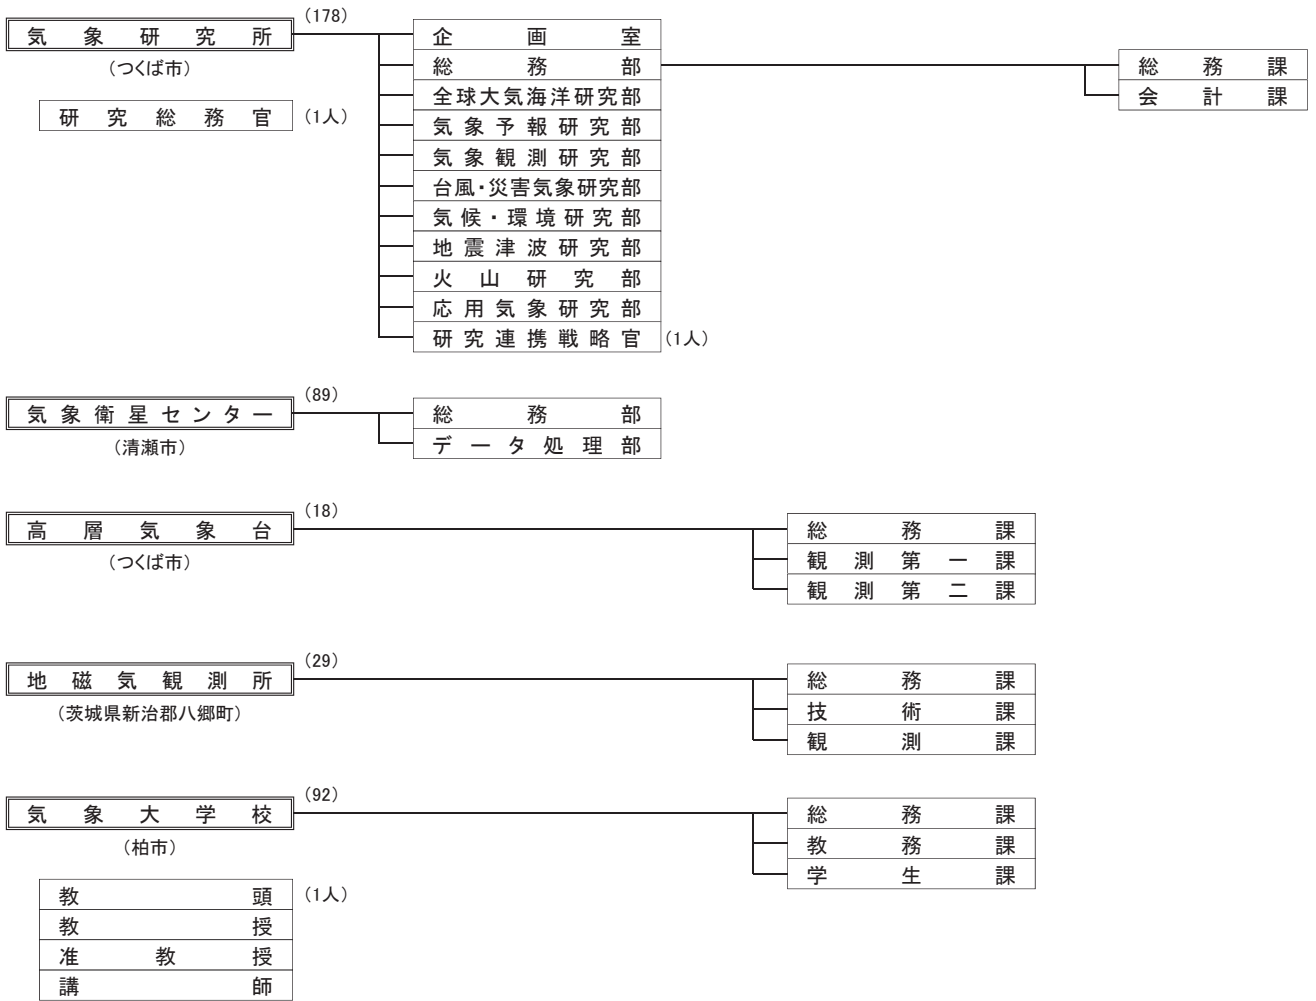 気象研究所 (178)
(つくば市)
研究総務官 (1人)
企画室
総務部
全球大気海洋研究部
気象予報研究部
気象観測研究部
台風・災害気象研究部
気候・環境研究部
地震津波研究部
火山研究部
応用気象研究部
研究連携戦略官 (1人)
総務課
会計課
気象衛星センター (89)
(清瀬市)
総務部
データ処理部
高層気象台 (18)
(つくば市)
総務課
観測第一課
観測第二課
地磁気観測所 (29)
(茨城県新治郡八郷町)
総務課
技術課
観測課
気象大学校 (92)
(柏市)
総務課
教務課
学生課
教頭 (1人)
教授
准教授
講師